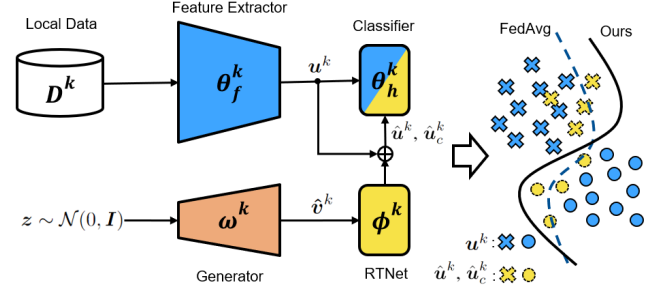 Local Data
Feature Extractor
Classifier
FedAvg
Ours
D^k
θ_f^k
u^k
θ_h^k
û^k, û_c^k
z ∼ 𝒩(0, I)
ω^k
v̂^k
ϕ^k
Generator
RTNet
u^k :
û^k, û_c^k :